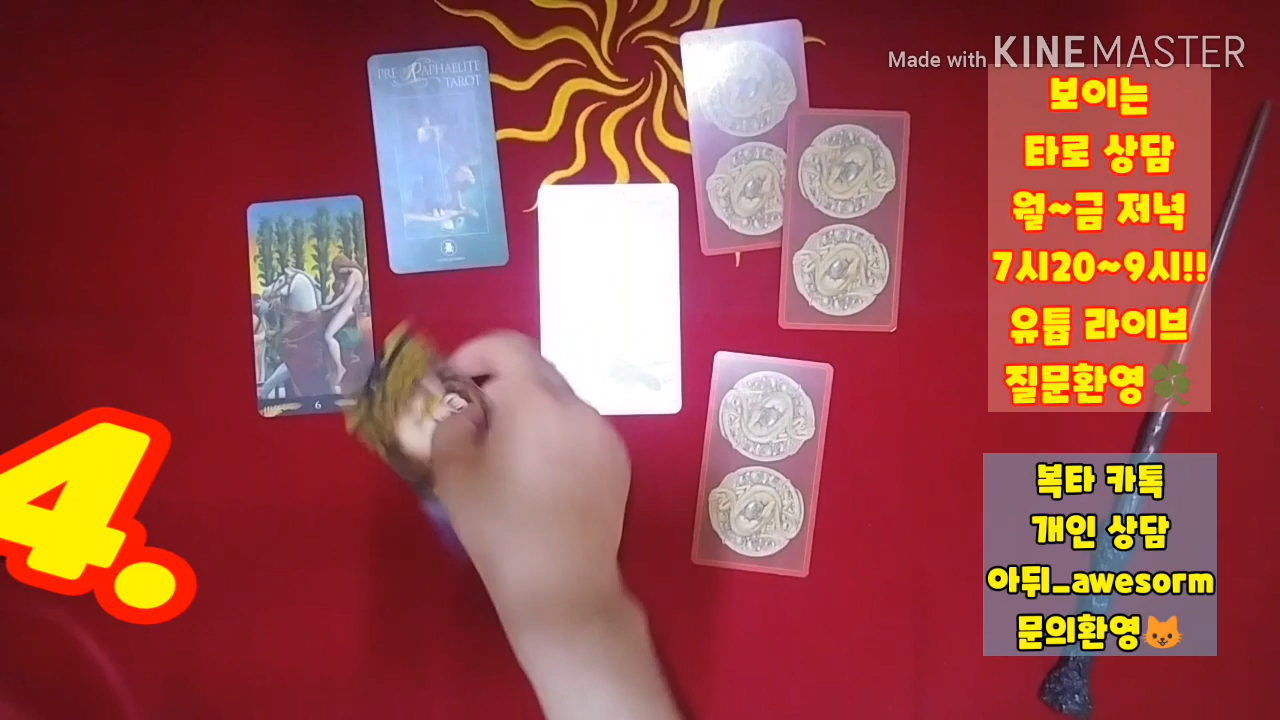 Made with KINEMASTER
PRE RAPHAELITE
TAROT
보이는
타로 상담
월~금 저녁
7시20~9시!!
유튭 라이브
질문환영🍀
6
4.
복타 카톡
개인 상담
아뒤_awesorm
문의환영🐱